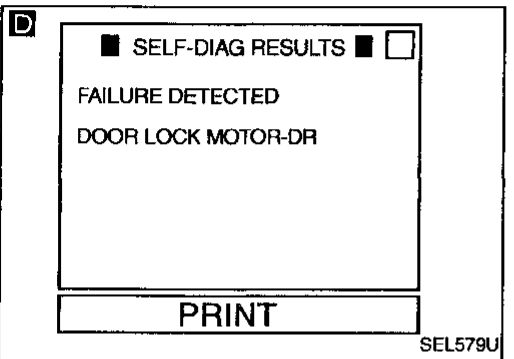 D
SELF-DIAG RESULTS
FAILURE DETECTED
DOOR LOCK MOTOR-DR
PRINT
SEL579U